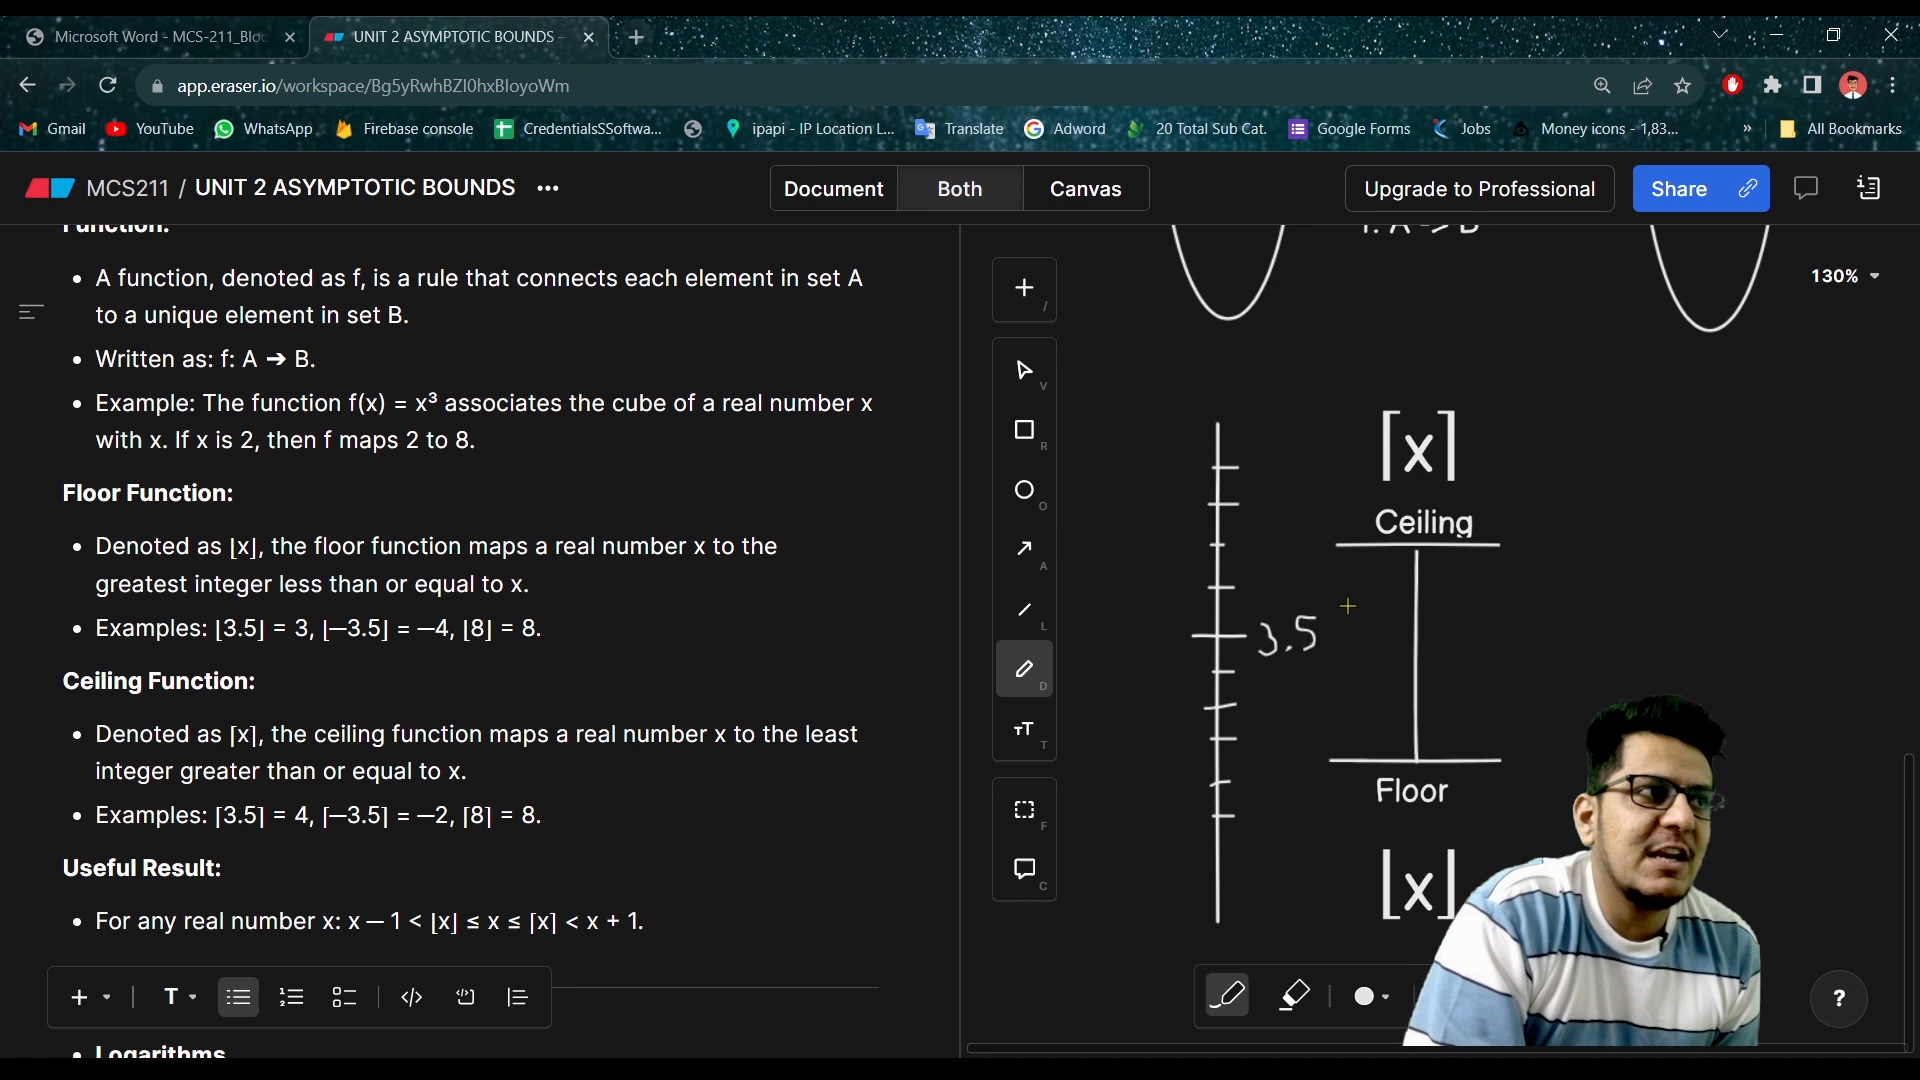 Microsoft Word - MCS-211_Bloc
UNIT 2 ASYMPTOTIC BOUNDS -
app.eraser.io/workspace/Bg5yRwhBZI0hxBIoyoWm
Gmail
YouTube
WhatsApp
Firebase console
CredentialsSSoftwa...
ipapi - IP Location L...
Translate
Adword
20 Total Sub Cat.
Google Forms
Jobs
Money icons - 1,83...
»
All Bookmarks
MCS211 / UNIT 2 ASYMPTOTIC BOUNDS
Document
Both
Canvas
Upgrade to Professional
Share
Function:
• A function, denoted as f, is a rule that connects each element in set A
to a unique element in set B.
• Written as: f: A ➔ B.
• Example: The function f(x) = x³ associates the cube of a real number x
with x. If x is 2, then f maps 2 to 8.
Floor Function:
• Denoted as ⌊x⌋, the floor function maps a real number x to the
greatest integer less than or equal to x.
• Examples: ⌊3.5⌋ = 3, ⌊—3.5⌋ = —4, ⌊8⌋ = 8.
Ceiling Function:
• Denoted as ⌈x⌉, the ceiling function maps a real number x to the least
integer greater than or equal to x.
• Examples: ⌈3.5⌉ = 4, ⌈—3.5⌉ = —2, ⌈8⌉ = 8.
Useful Result:
• For any real number x: x — 1 < ⌊x⌋ ≤ x ≤ ⌈x⌉ < x + 1.
T
• Logarithms
f: A -> B
130%
/
V
R
O
A
L
D
TT
T
F
C
⌈x⌉
Ceiling
3.5
Floor
⌊x⌋
?